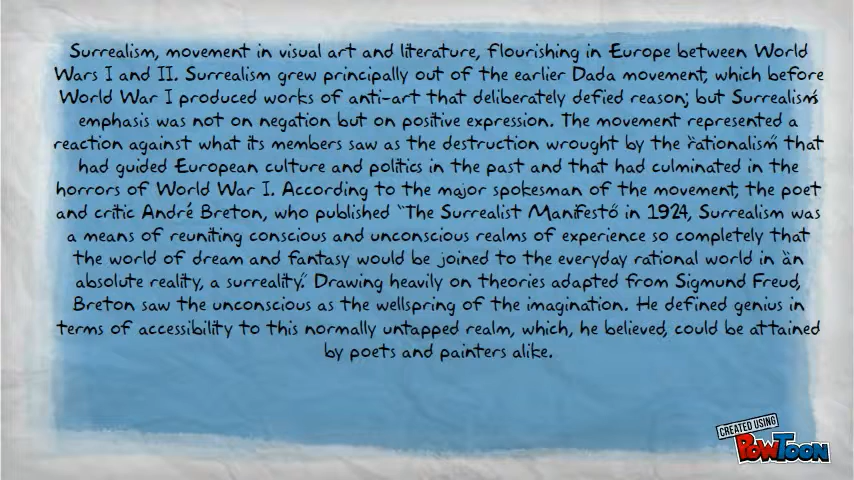 Surrealism, movement in visual art and literature, flourishing in Europe between World
Wars I and II. Surrealism grew principally out of the earlier Dada movement, which before
World War I produced works of anti-art that deliberately defied reason; but Surrealism's
emphasis was not on negation but on positive expression. The movement represented a
reaction against what its members saw as the destruction wrought by the "rationalism" that
had guided European culture and politics in the past and that had culminated in the
horrors of World War I. According to the major spokesman of the movement, the poet
and critic André Breton, who published "The Surrealist Manifesto" in 1924, Surrealism was
a means of reuniting conscious and unconscious realms of experience so completely that
the world of dream and fantasy would be joined to the everyday rational world in "an
absolute reality, a surreality." Drawing heavily on theories adapted from Sigmund Freud,
Breton saw the unconscious as the wellspring of the imagination. He defined genius in
terms of accessibility to this normally untapped realm, which, he believed, could be attained
by poets and painters alike.
CREATED USING
POWTOON